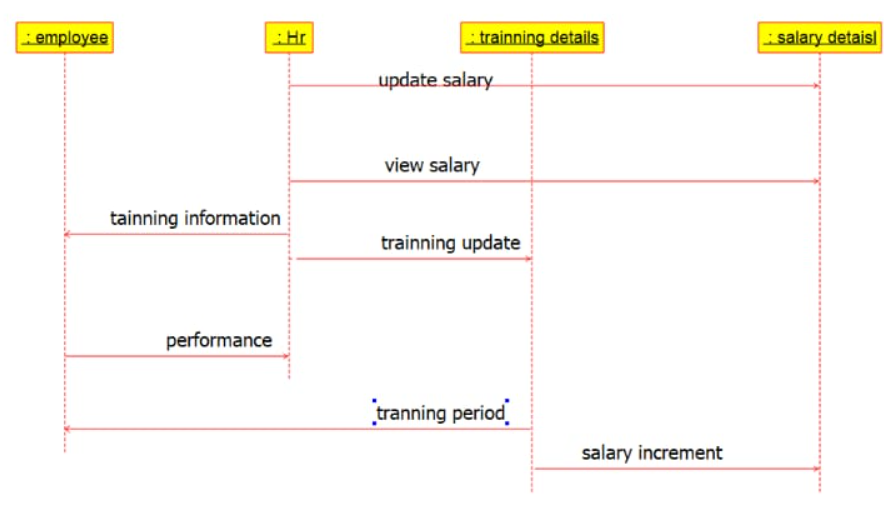 : employee
: Hr
: trainning details
: salary detaisl
update salary
view salary
tainning information
trainning update
performance
tranning period
salary increment